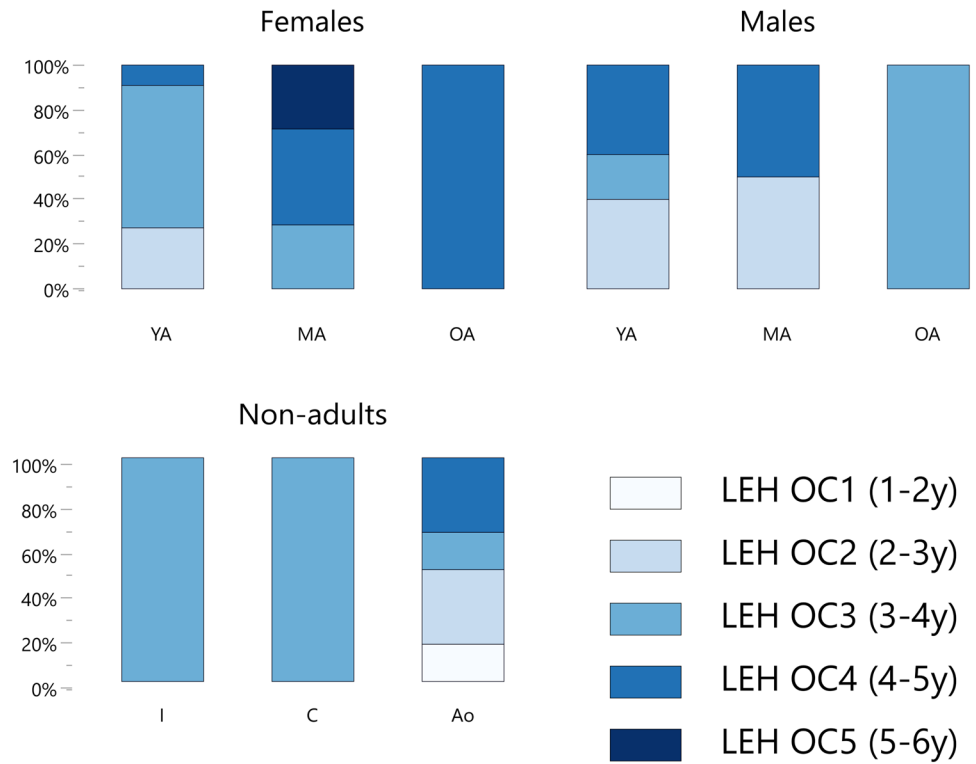 Females
Males
100%
80%
60%
40%
20%
0%
YA MA OA YA MA OA
Non-adults
100%
80%
60%
40%
20%
0%
I C Ao
LEH OC1 (1-2y)
LEH OC2 (2-3y)
LEH OC3 (3-4y)
LEH OC4 (4-5y)
LEH OC5 (5-6y)